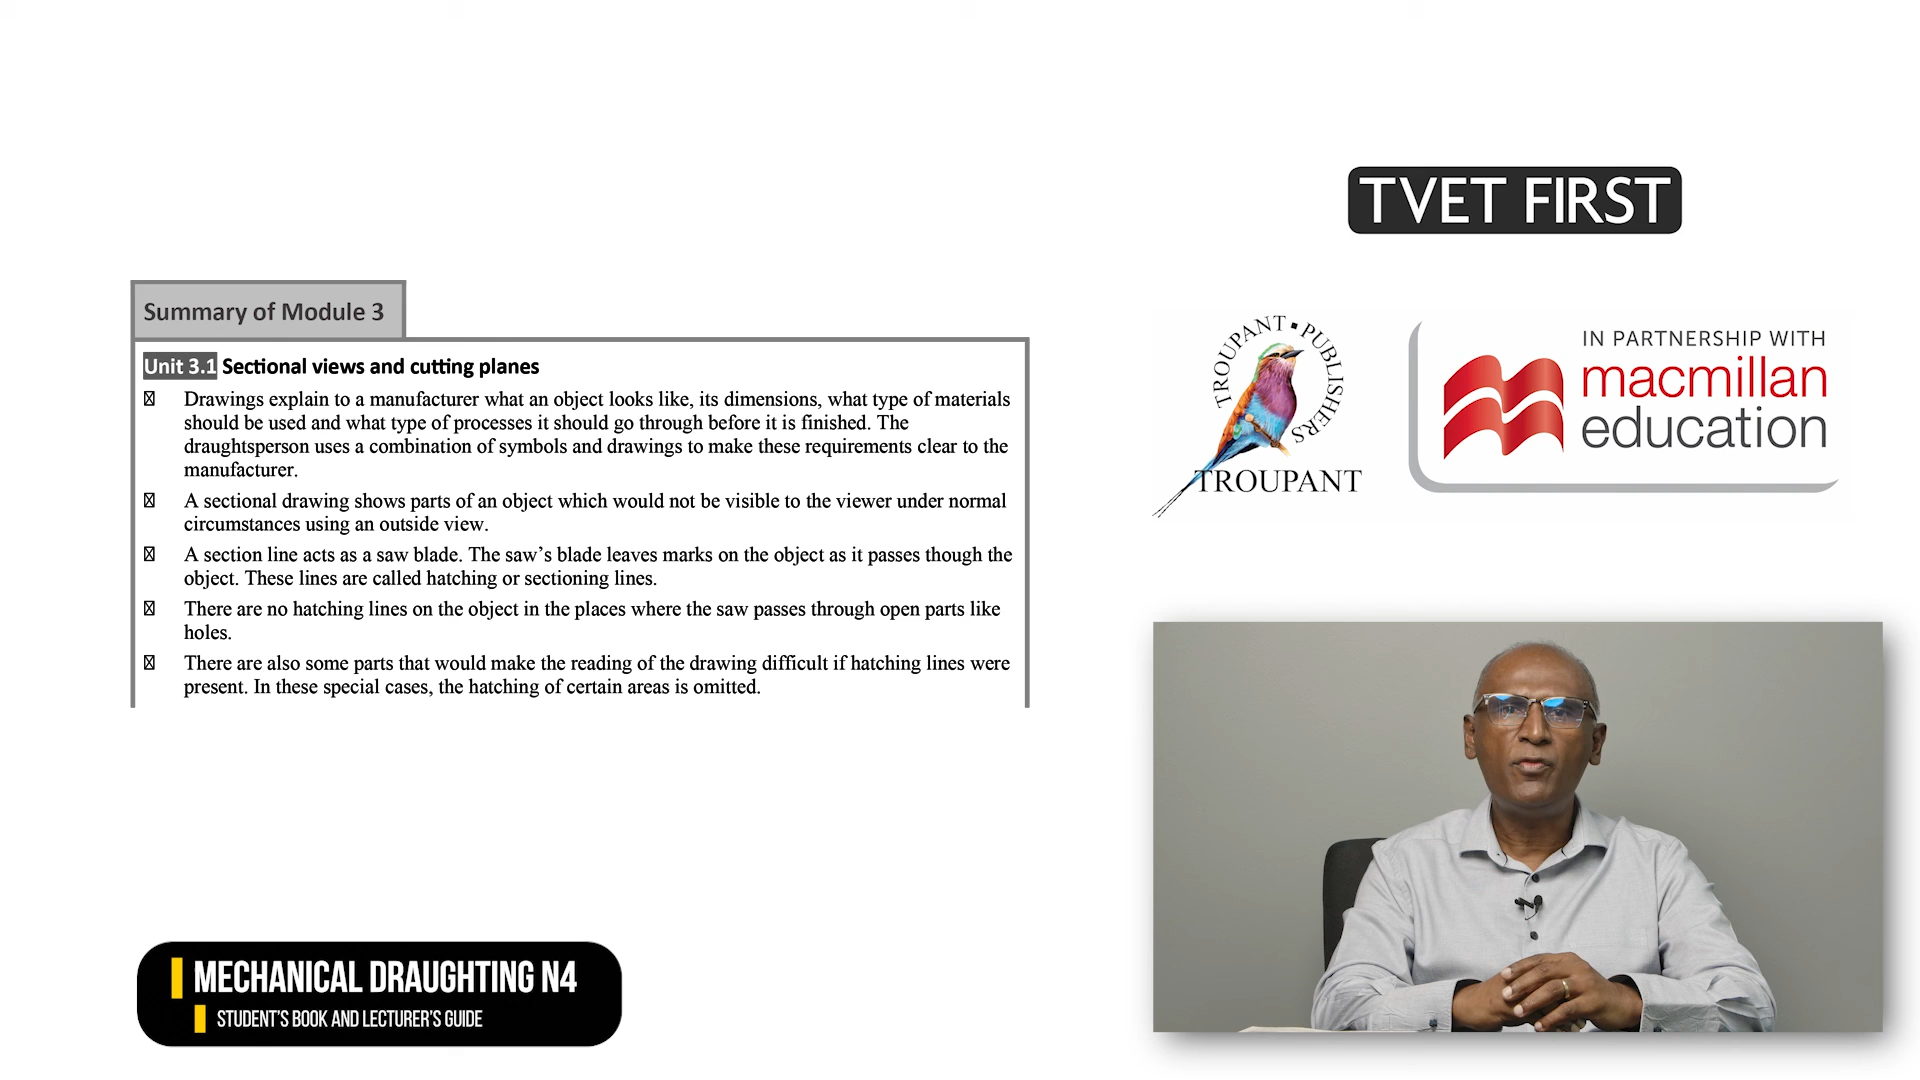 TVET FIRST
Summary of Module 3
Unit 3.1 Sectional views and cutting planes
Drawings explain to a manufacturer what an object looks like, its dimensions, what type of materials
should be used and what type of processes it should go through before it is finished. The
draughtsperson uses a combination of symbols and drawings to make these requirements clear to the
manufacturer.
A sectional drawing shows parts of an object which would not be visible to the viewer under normal
circumstances using an outside view.
A section line acts as a saw blade. The saw’s blade leaves marks on the object as it passes though the
object. These lines are called hatching or sectioning lines.
There are no hatching lines on the object in the places where the saw passes through open parts like
holes.
There are also some parts that would make the reading of the drawing difficult if hatching lines were
present. In these special cases, the hatching of certain areas is omitted.
TROUPANT ▪ PUBLISHERS
TROUPANT
IN PARTNERSHIP WITH
macmillan
education
MECHANICAL DRAUGHTING N4
STUDENT'S BOOK AND LECTURER'S GUIDE